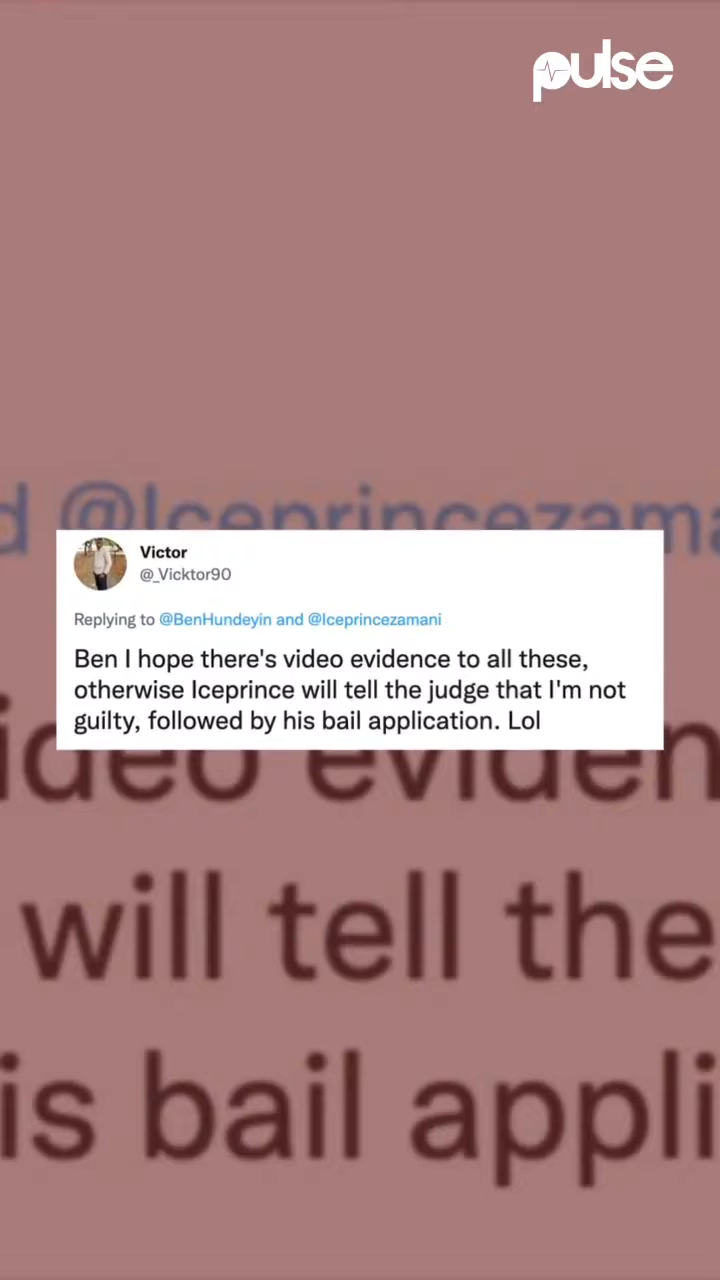 pulse
d @Iceprincezama
Victor
@_Vicktor90
Replying to @BenHundeyin and @Iceprincezamani
Ben I hope there's video evidence to all these,
otherwise Iceprince will tell the judge that I'm not
guilty, followed by his bail application. Lol
ideo eviden
will tell the
is bail appli